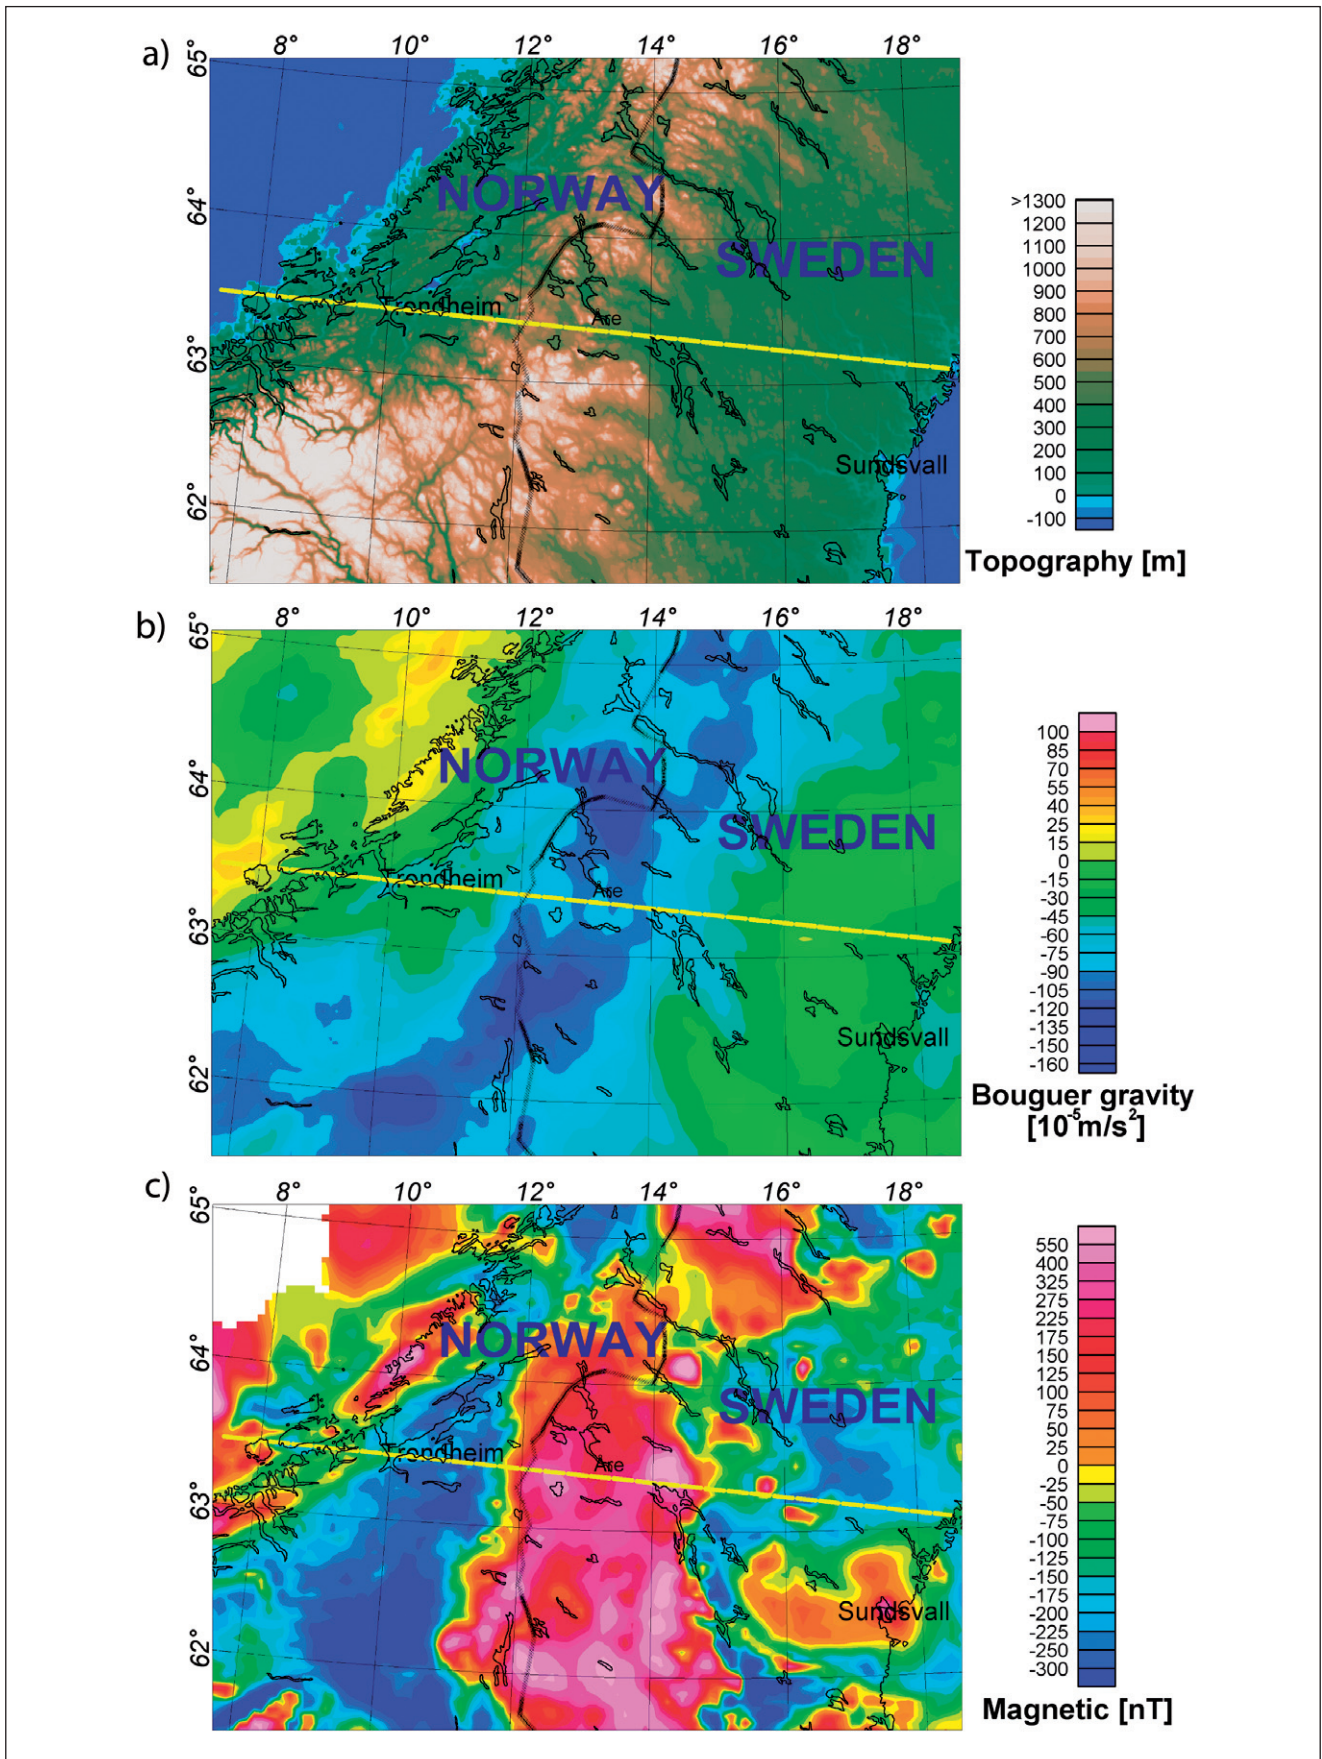 a)
8° 10° 12° 14° 16° 18°
65°
64°
63°
62°
NORWAY
SWEDEN
Trondheim
Åre
Sundsvall
>1300
1200
1100
1000
900
800
700
600
500
400
300
200
100
0
-100
Topography [m]
b)
8° 10° 12° 14° 16° 18°
65°
64°
63°
62°
NORWAY
SWEDEN
Trondheim
Åre
Sundsvall
100
85
70
55
40
25
15
0
-15
-30
-45
-60
-75
-90
-105
-120
-135
-150
-160
Bouguer gravity
[10⁻⁵m/s²]
c)
8° 10° 12° 14° 16° 18°
65°
64°
63°
62°
NORWAY
SWEDEN
Trondheim
Åre
Sundsvall
550
400
325
275
225
175
150
125
100
75
50
25
0
-25
-50
-75
-100
-125
-150
-175
-200
-225
-250
-300
Magnetic [nT]